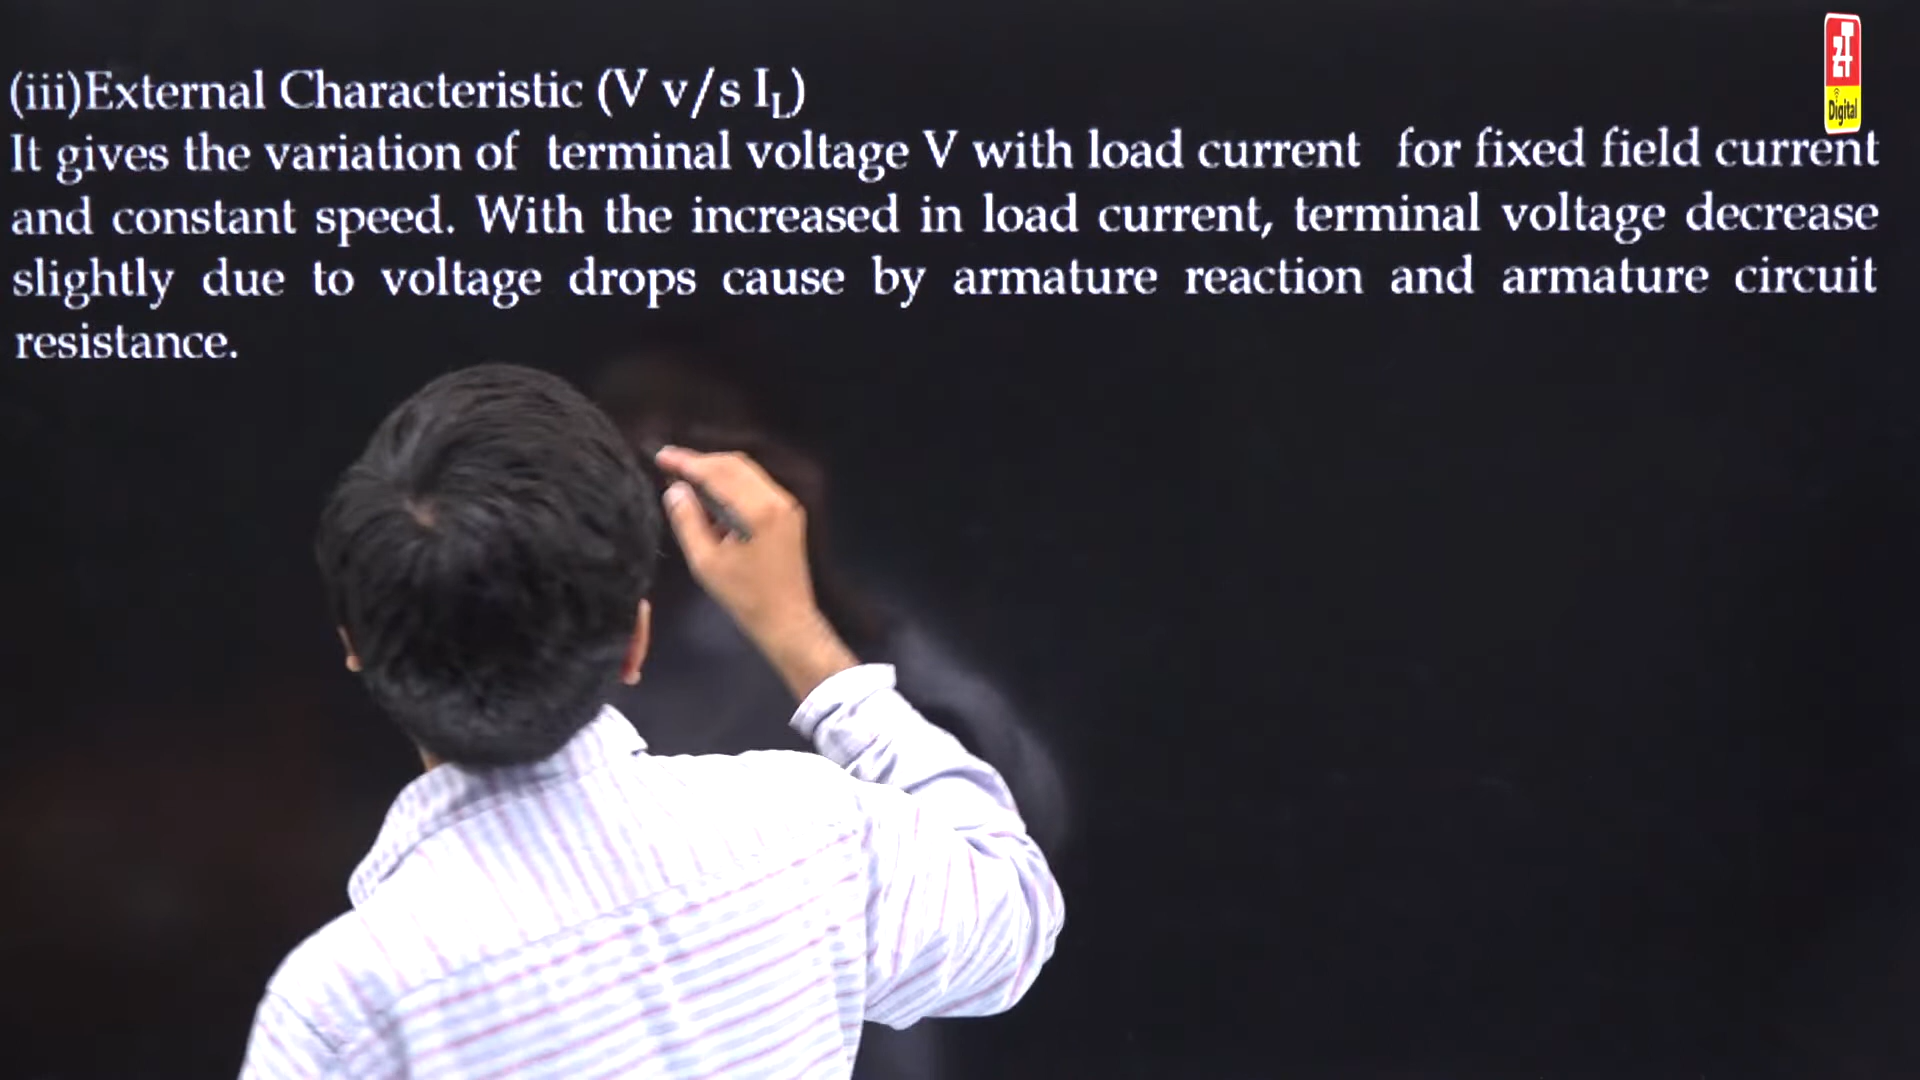 (iii)External Characteristic (V v/s I_L)
It gives the variation of terminal voltage V with load current for fixed field current
and constant speed. With the increased in load current, terminal voltage decrease
slightly due to voltage drops cause by armature reaction and armature circuit
resistance.
Digital